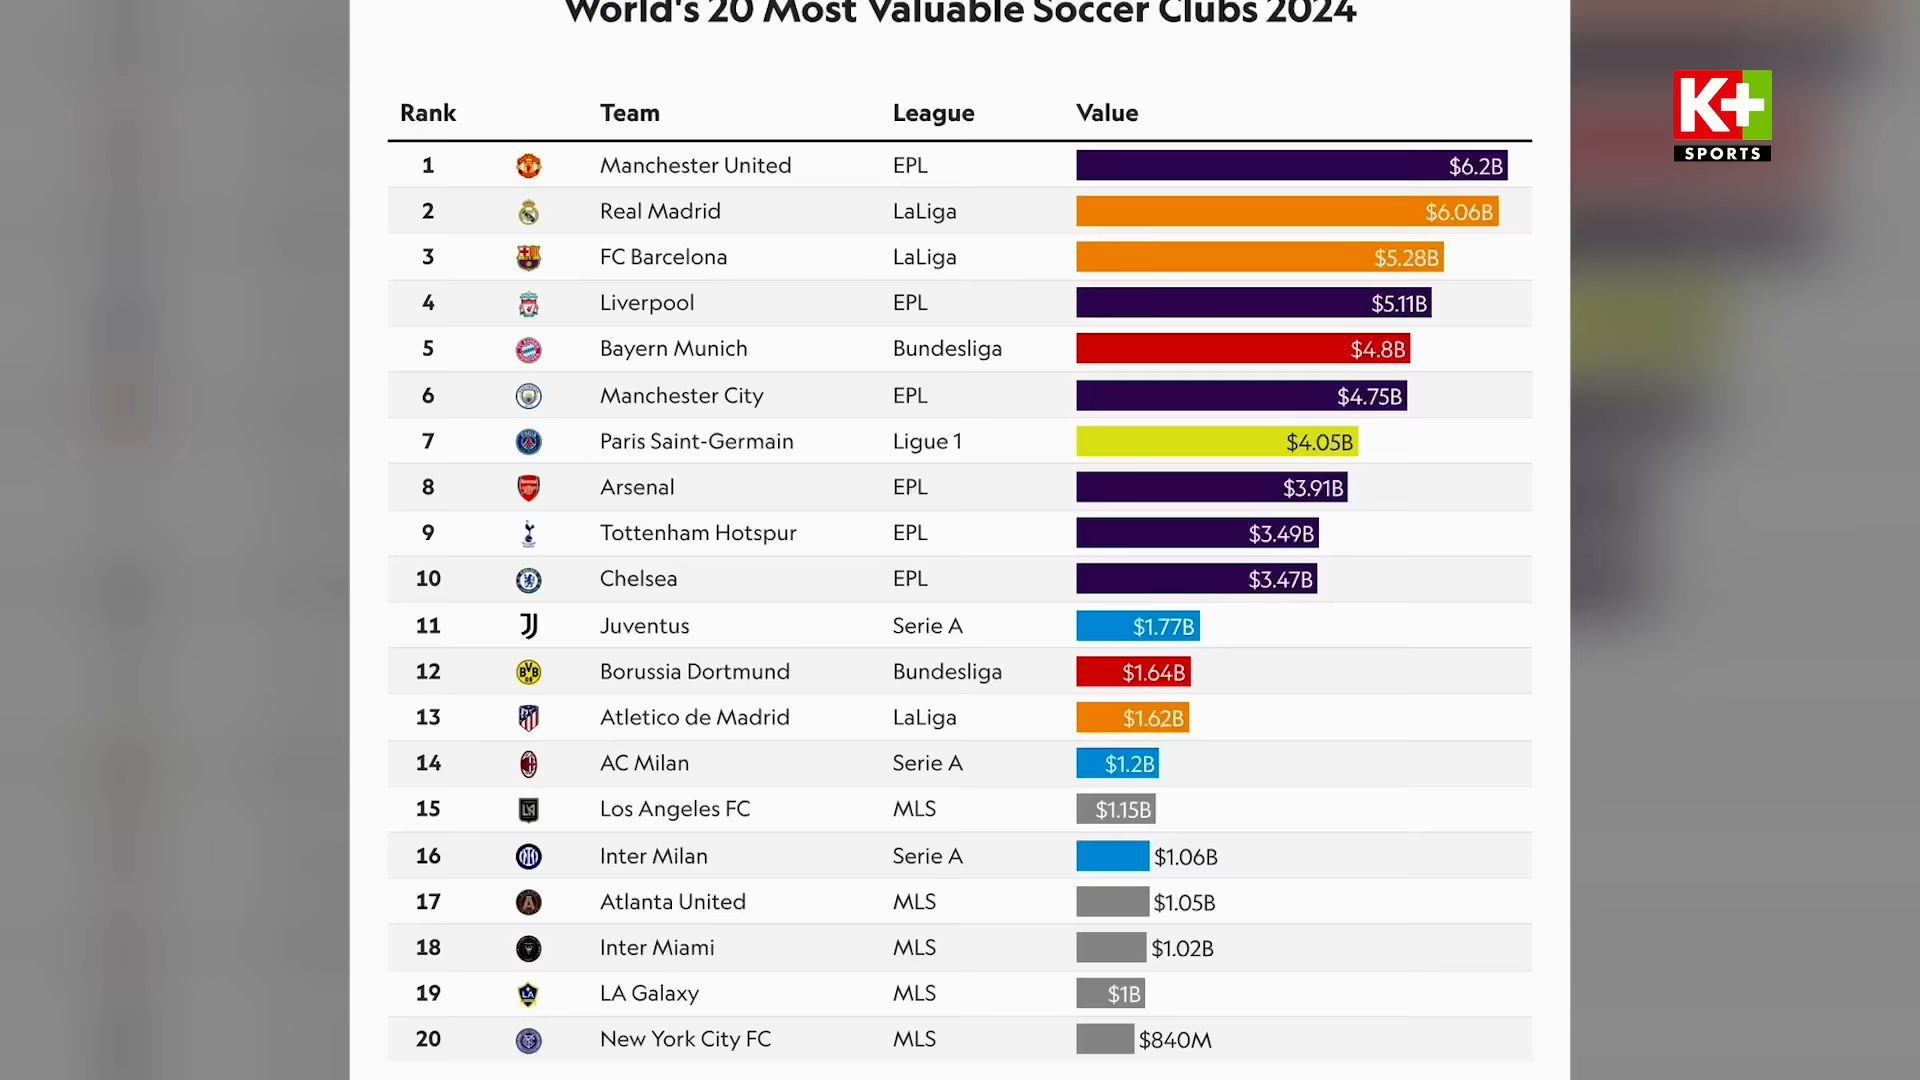 World's 20 Most Valuable Soccer Clubs 2024
K+
SPORTS
Rank Team League Value
1 Manchester United EPL $6.2B
2 Real Madrid LaLiga $6.06B
3 FC Barcelona LaLiga $5.28B
4 Liverpool EPL $5.11B
5 Bayern Munich Bundesliga $4.8B
6 Manchester City EPL $4.75B
7 Paris Saint-Germain Ligue 1 $4.05B
8 Arsenal EPL $3.91B
9 Tottenham Hotspur EPL $3.49B
10 Chelsea EPL $3.47B
11 Juventus Serie A $1.77B
12 Borussia Dortmund Bundesliga $1.64B
13 Atletico de Madrid LaLiga $1.62B
14 AC Milan Serie A $1.2B
15 Los Angeles FC MLS $1.15B
16 Inter Milan Serie A $1.06B
17 Atlanta United MLS $1.05B
18 Inter Miami MLS $1.02B
19 LA Galaxy MLS $1B
20 New York City FC MLS $840M